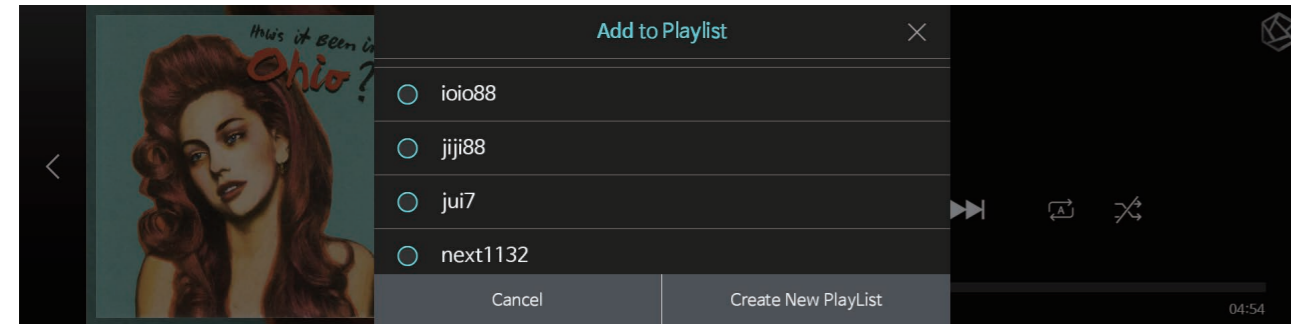 How's it Been in
Ohio?
Add to Playlist
ioio88
jiji88
jui7
next1132
Cancel
Create New PlayList
A
04:54